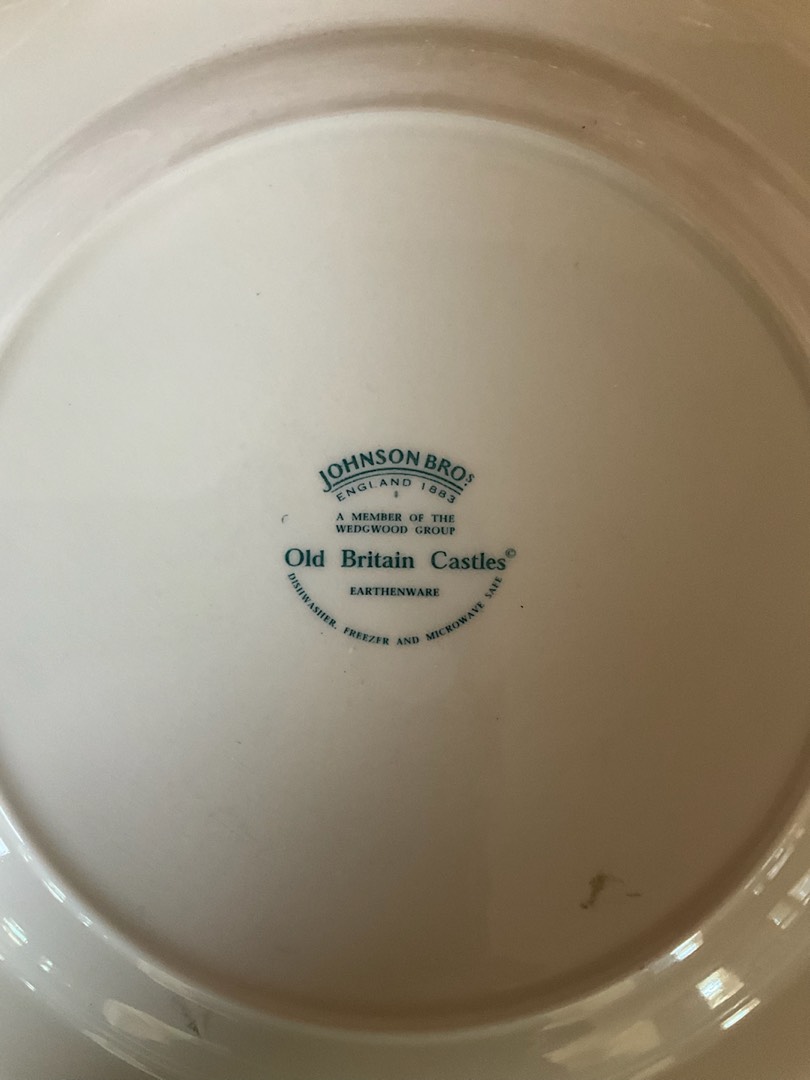 JOHNSON BROS
ENGLAND 1883
A MEMBER OF THE
WEDGWOOD GROUP
Old Britain Castles©
EARTHENWARE
DISHWASHER, FREEZER AND MICROWAVE SAFE